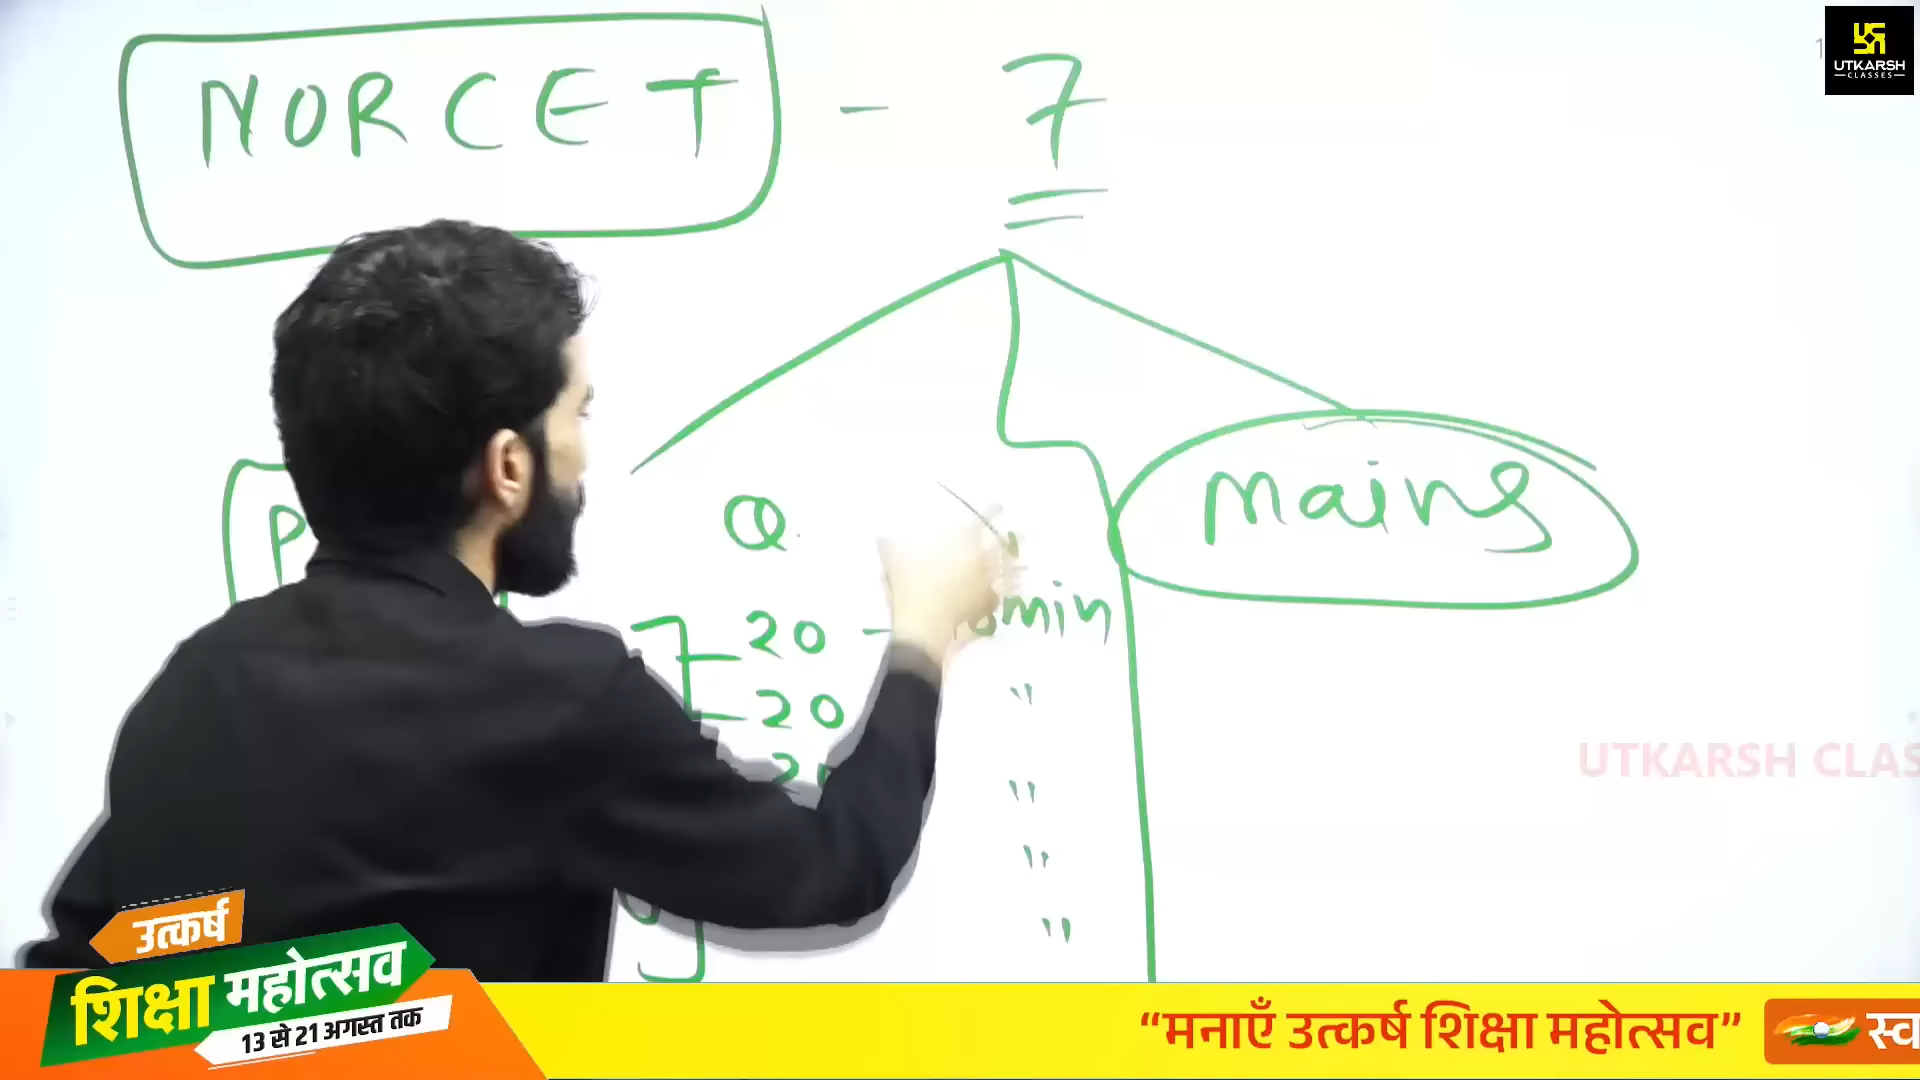 NORCET - 7
UTKARSH
CLASSES
Mains
Q.
20 -
min
20
"
"
"
"
UTKARSH CLAS
उत्कर्ष
शिक्षा महोत्सव
13 से 21 अगस्त तक
“मनाएँ उत्कर्ष शिक्षा महोत्सव”